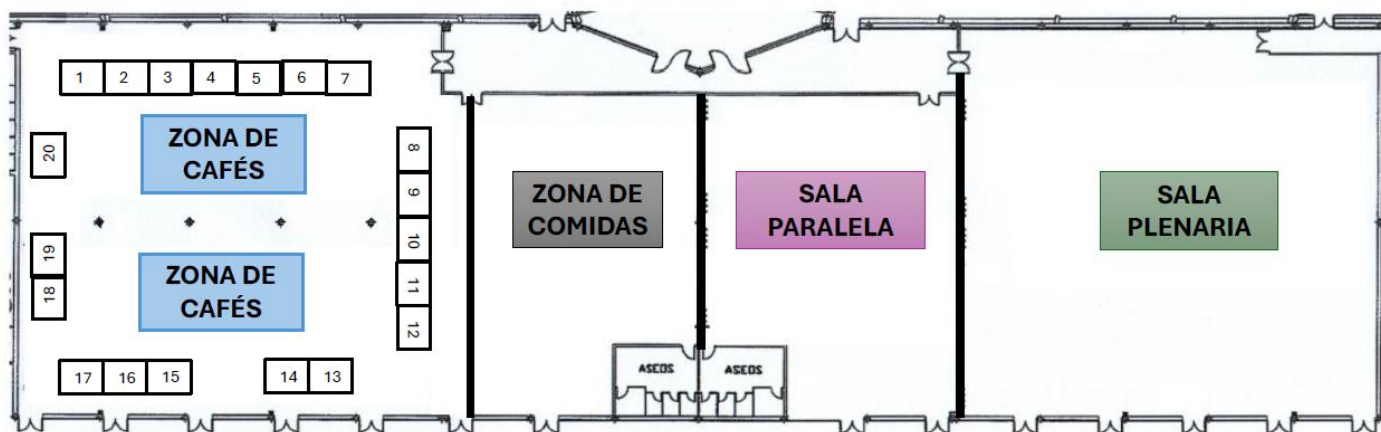 1 2 3 4 5 6 7
ZONA DE
CAFÉS
20
8
9
10
11
12
19
18
ZONA DE
CAFÉS
17 16 15
14 13
ZONA DE
COMIDAS
SALA
PARALELA
SALA
PLENARIA
ASEOS
ASEOS